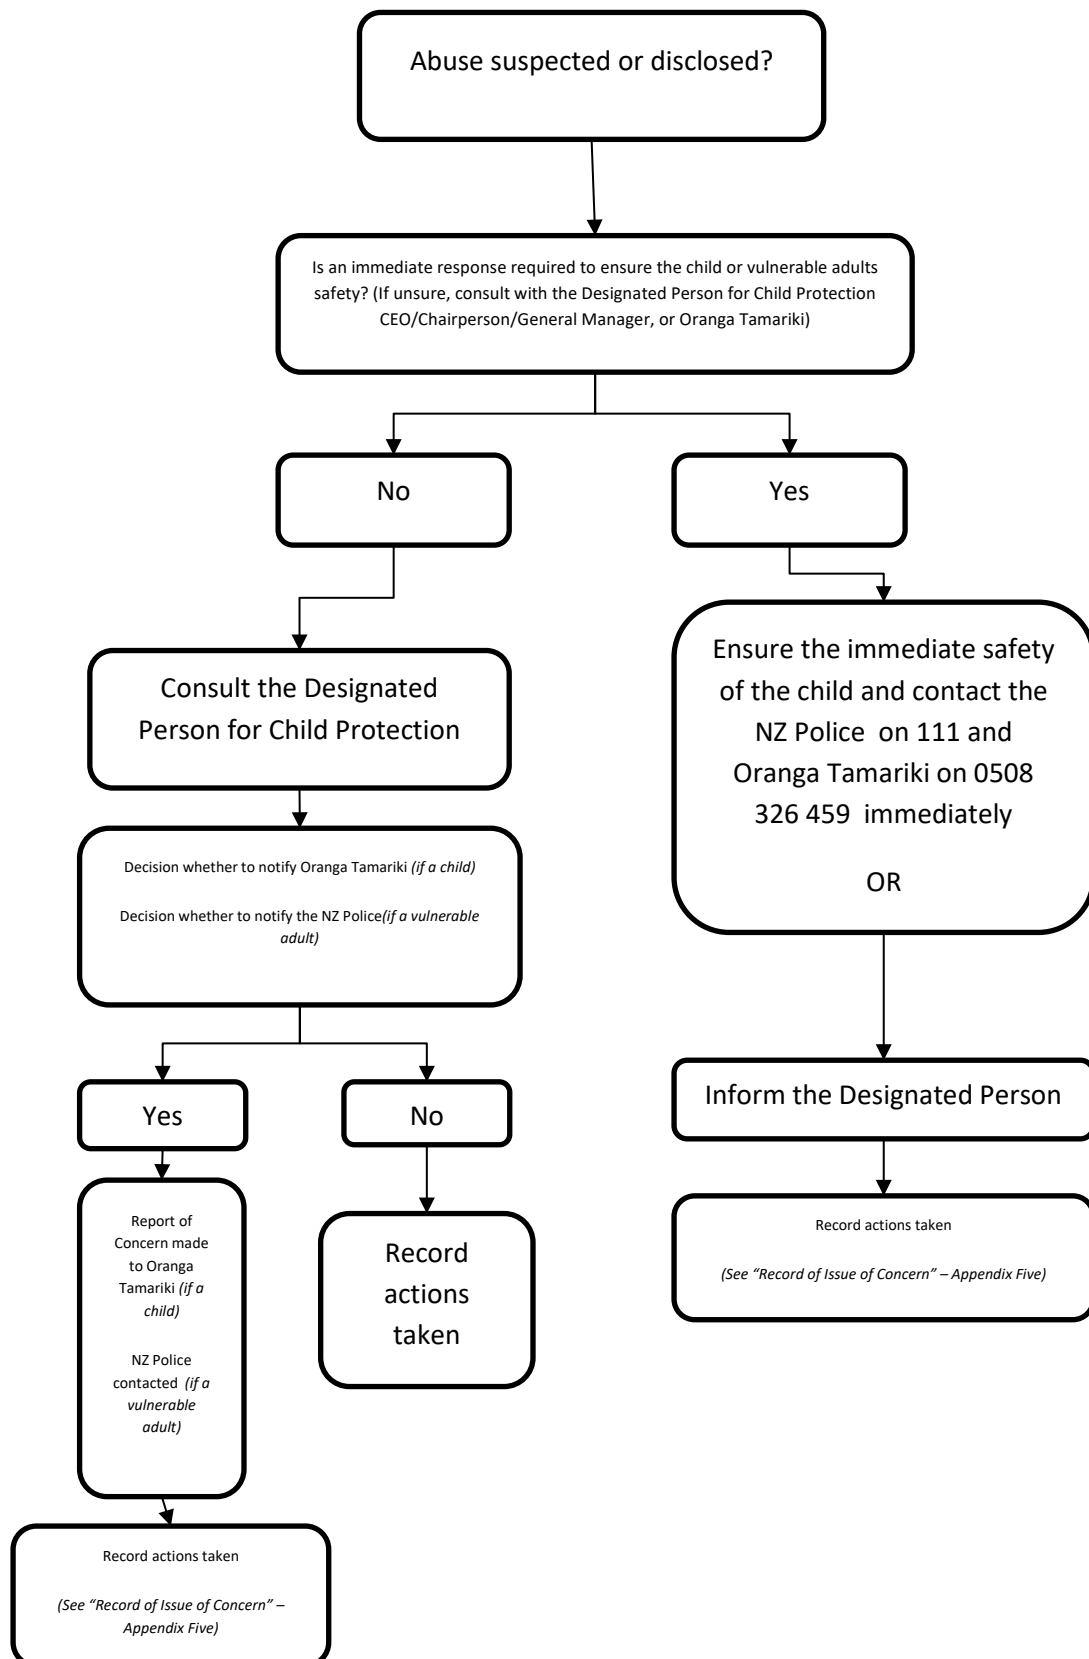 Abuse suspected or disclosed?
Is an immediate response required to ensure the child or vulnerable adults
safety? (If unsure, consult with the Designated Person for Child Protection
CEO/Chairperson/General Manager, or Oranga Tamariki)
No
Yes
Consult the Designated
Person for Child Protection
Ensure the immediate safety
of the child and contact the
NZ Police  on 111 and
Oranga Tamariki on 0508
326 459  immediately
OR
Decision whether to notify Oranga Tamariki (if a child)
Decision whether to notify the NZ Police(if a vulnerable
adult)
Yes
No
Inform the Designated Person
Report of
Concern made
to Oranga
Tamariki (if a
child)
NZ Police
contacted  (if a
vulnerable
adult)
Record
actions
taken
Record actions taken
(See “Record of Issue of Concern” – Appendix Five)
Record actions taken
(See “Record of Issue of Concern” –
Appendix Five)